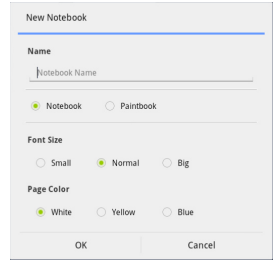 New Notebook
Name
Notebook Name
Notebook Paintbook
Font Size
Small Normal Big
Page Color
White Yellow Blue
OK Cancel